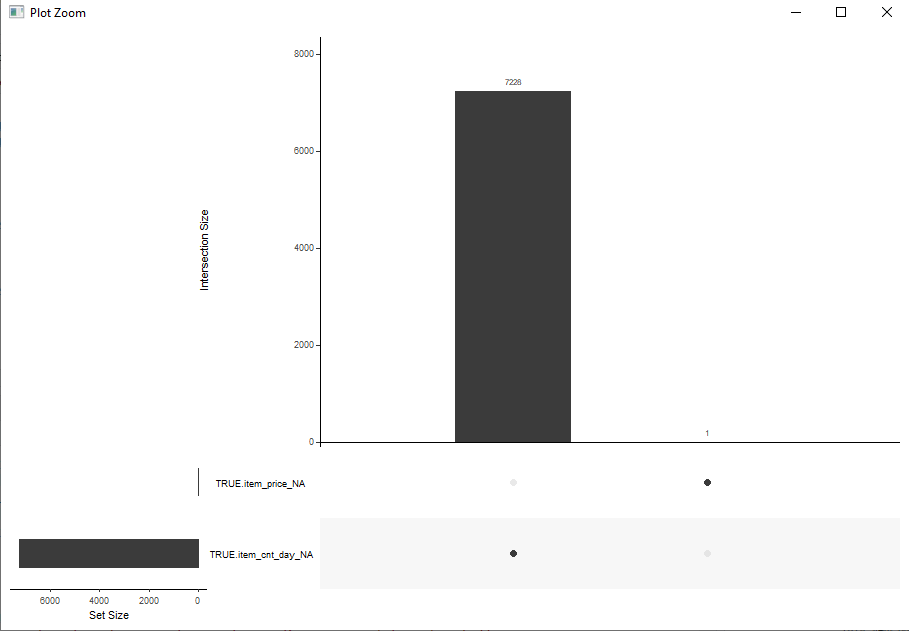 Plot Zoom
8000
7228
6000
Intersection Size
4000
2000
0
1
TRUE.item_price_NA
TRUE.item_cnt_day_NA
6000 4000 2000 0
Set Size